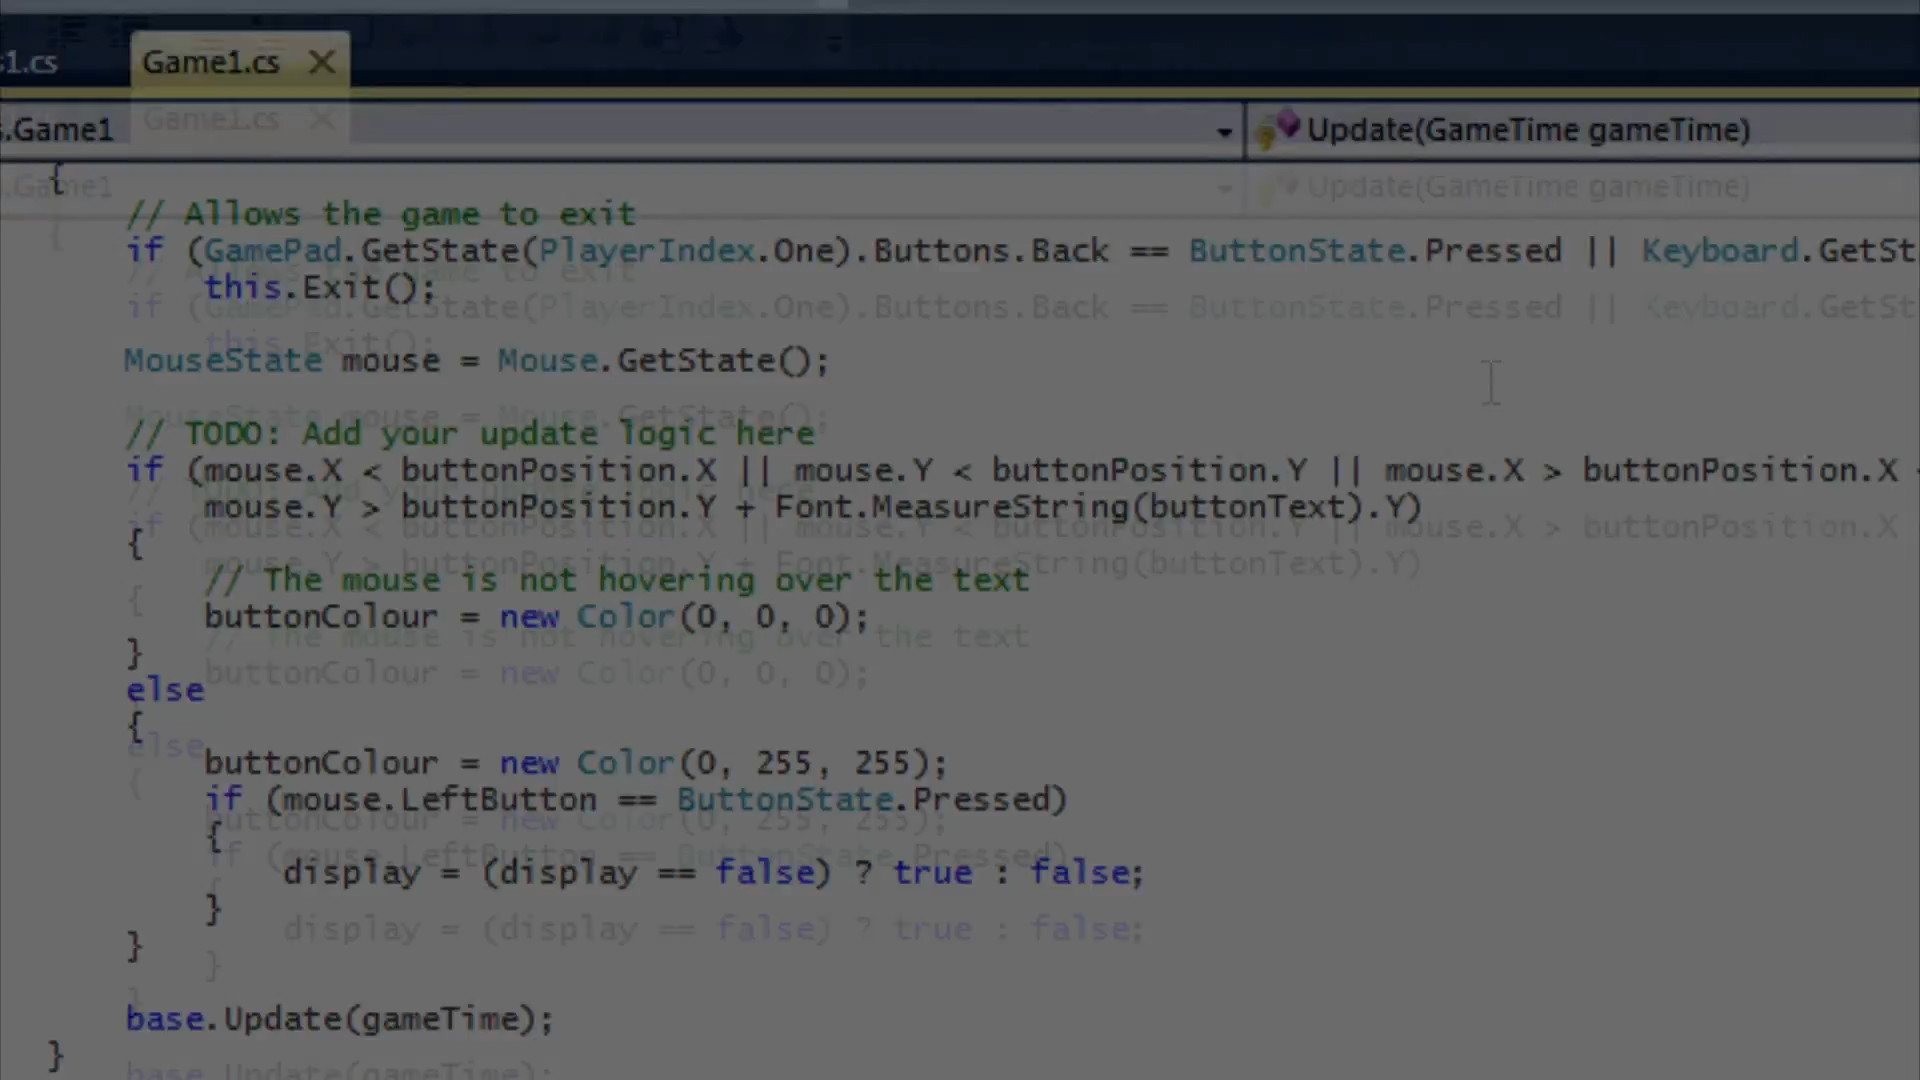 s1.cs
Game1.cs
s.Game1
Update(GameTime gameTime)
{
// Allows the game to exit
if (GamePad.GetState(PlayerIndex.One).Buttons.Back == ButtonState.Pressed || Keyboard.GetSt
this.Exit();
MouseState mouse = Mouse.GetState();
// TODO: Add your update logic here
if (mouse.X < buttonPosition.X || mouse.Y < buttonPosition.Y || mouse.X > buttonPosition.X
mouse.Y > buttonPosition.Y + Font.MeasureString(buttonText).Y)
{
// The mouse is not hovering over the text
buttonColour = new Color(0, 0, 0);
}
else
{
buttonColour = new Color(0, 255, 255);
if (mouse.LeftButton == ButtonState.Pressed)
{
display = (display == false) ? true : false;
}
}
base.Update(gameTime);
}